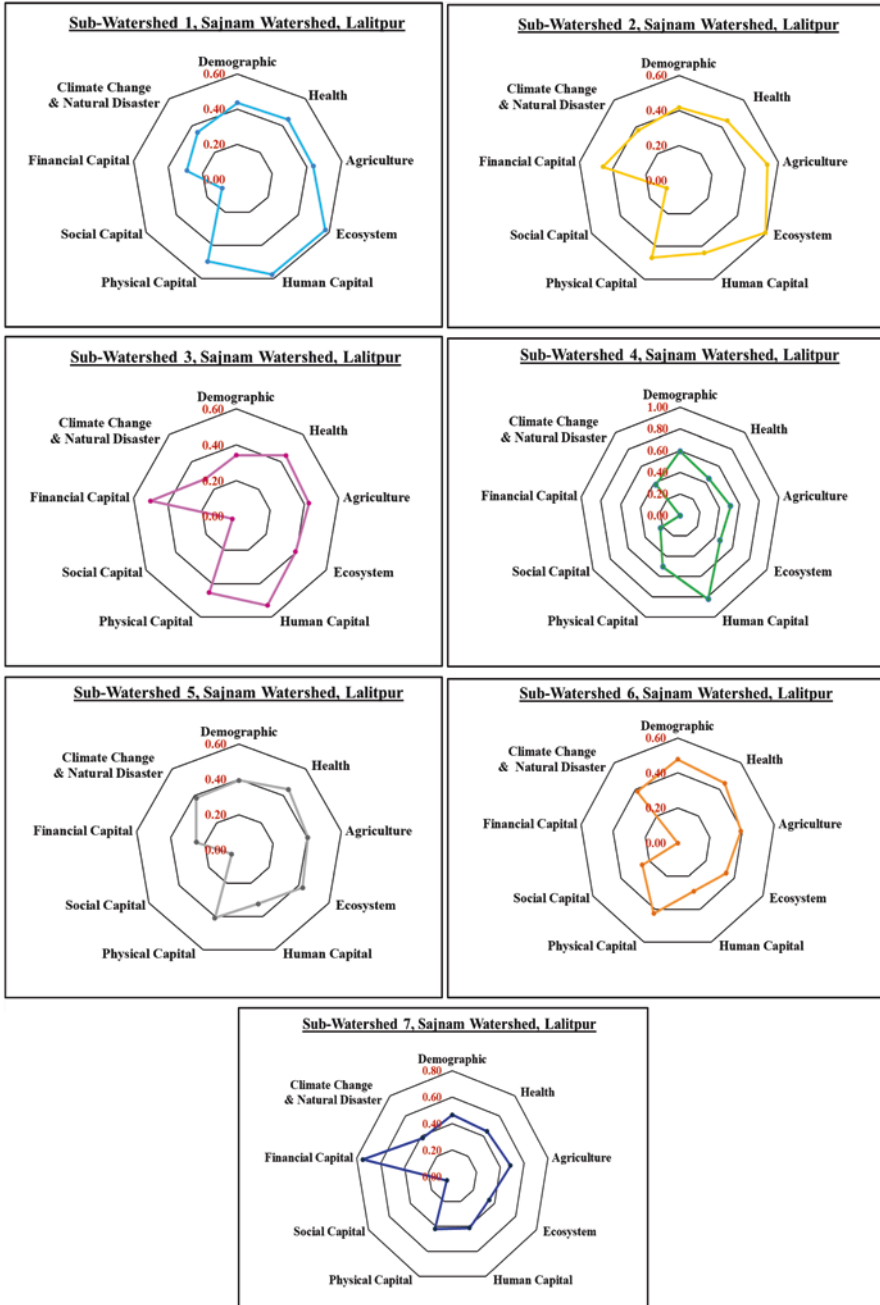 Sub-Watershed 1, Sajnam Watershed, Lalitpur
Demographic
0.60
Climate Change
& Natural Disaster
Health
0.40
Financial Capital
0.20
Agriculture
0.00
Social Capital
Ecosystem
Physical Capital
Human Capital
Sub-Watershed 2, Sajnam Watershed, Lalitpur
Demographic
0.60
Climate Change
& Natural Disaster
Health
0.40
Financial Capital
0.20
Agriculture
0.00
Social Capital
Ecosystem
Physical Capital
Human Capital
Sub-Watershed 3, Sajnam Watershed, Lalitpur
Demographic
0.60
Climate Change
& Natural Disaster
Health
0.40
Financial Capital
0.20
Agriculture
0.00
Social Capital
Ecosystem
Physical Capital
Human Capital
Sub-Watershed 4, Sajnam Watershed, Lalitpur
Demographic
1.00
Climate Change
& Natural Disaster
Health
0.80
0.60
0.40
Financial Capital
0.20
Agriculture
0.00
Social Capital
Ecosystem
Physical Capital
Human Capital
Sub-Watershed 5, Sajnam Watershed, Lalitpur
Demographic
0.60
Climate Change
& Natural Disaster
Health
0.40
Financial Capital
0.20
Agriculture
0.00
Social Capital
Ecosystem
Physical Capital
Human Capital
Sub-Watershed 6, Sajnam Watershed, Lalitpur
Demographic
0.60
Climate Change
& Natural Disaster
Health
0.40
Financial Capital
0.20
Agriculture
0.00
Social Capital
Ecosystem
Physical Capital
Human Capital
Sub-Watershed 7, Sajnam Watershed, Lalitpur
Demographic
0.80
Climate Change
& Natural Disaster
Health
0.60
0.40
Financial Capital
0.20
Agriculture
0.00
Social Capital
Ecosystem
Physical Capital
Human Capital